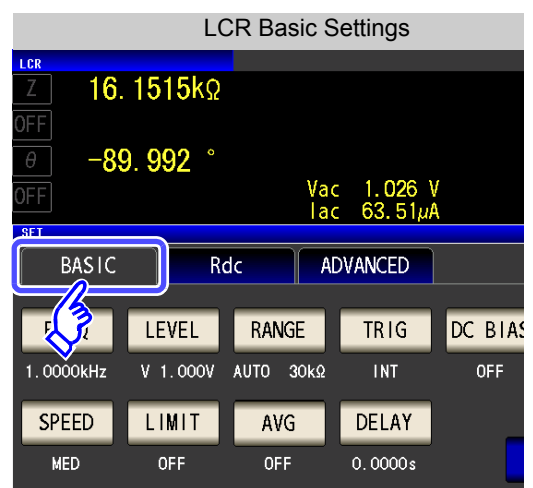 LCR Basic Settings
LCR
Z 16.1515kΩ
OFF
θ -89.992 °
OFF
Vac 1.026 V
Iac 63.51μA
SET
BASIC Rdc ADVANCED
LEVEL RANGE TRIG DC BIAS
1.0000kHz V 1.000V AUTO 30kΩ INT OFF
SPEED LIMIT AVG DELAY
MED OFF OFF 0.0000s